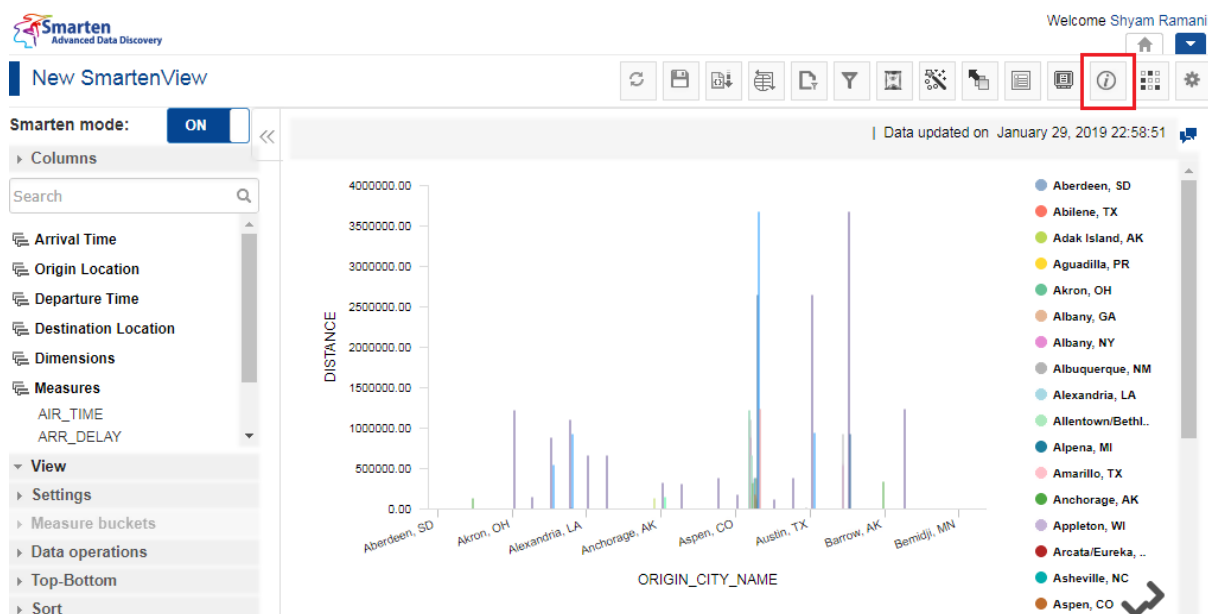 Smarten
Advanced Data Discovery
Welcome Shyam Ramani
New SmartenView
Smarten mode:
ON
Data updated on January 29, 2019 22:58:51
Columns
Search
Arrival Time
Origin Location
Departure Time
Destination Location
Dimensions
Measures
AIR_TIME
ARR_DELAY
View
Settings
Measure buckets
Data operations
Top-Bottom
Sort
4000000.00
3500000.00
3000000.00
2500000.00
2000000.00
1500000.00
1000000.00
500000.00
0.00
DISTANCE
Aberdeen, SD
Akron, OH
Alexandria, LA
Anchorage, AK
Aspen, CO
Austin, TX
Barrow, AK
Bemidji, MN
ORIGIN_CITY_NAME
Aberdeen, SD
Abilene, TX
Adak Island, AK
Aguadilla, PR
Akron, OH
Albany, GA
Albany, NY
Albuquerque, NM
Alexandria, LA
Allentown/Bethl..
Alpena, MI
Amarillo, TX
Anchorage, AK
Appleton, WI
Arcata/Eureka, ..
Asheville, NC
Aspen, CO